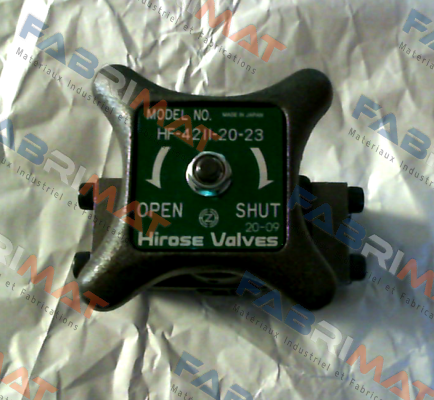 MODEL NO. MADE IN JAPAN
HF-4211-20-23
OPEN SHUT
20-09
Hirose Valves
FABRIMAT
Matériaux Industriel et Fabrications